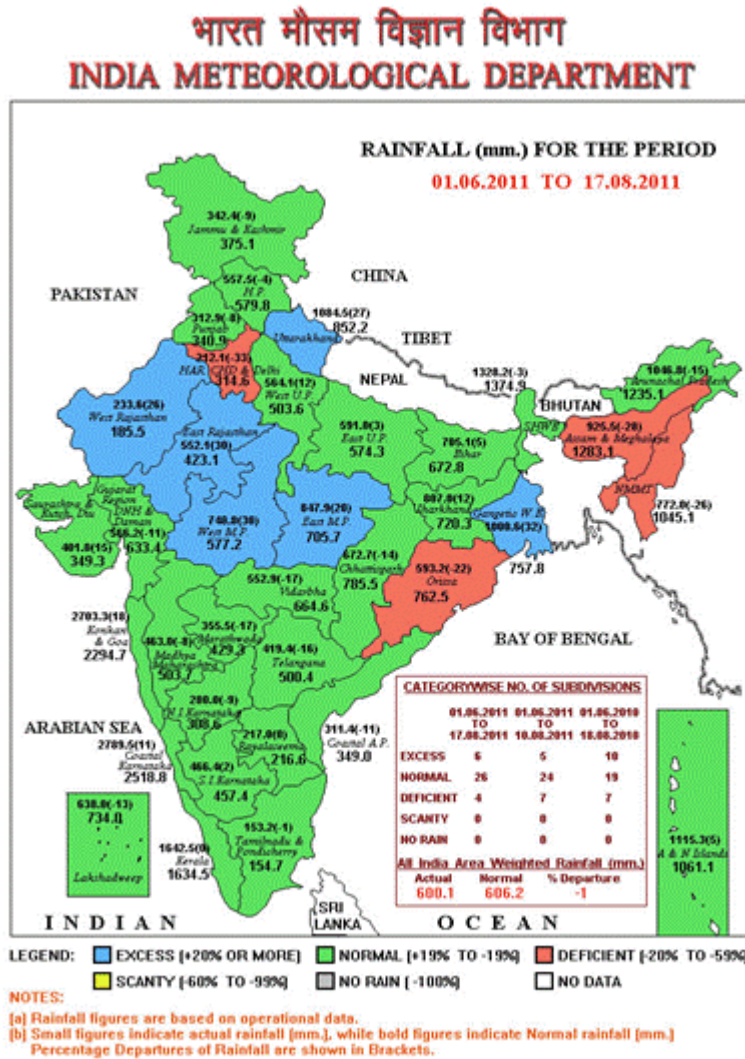 भारत मौसम विज्ञान विभाग
INDIA METEOROLOGICAL DEPARTMENT
RAINFALL (mm.) FOR THE PERIOD
01.06.2011 TO 17.08.2011
342.4(-9)
Jammu & Kashmir
375.1
CHINA
557.5(-4)
H.P.
579.8
PAKISTAN
312.9(-8)
Punjab
340.9
1084.5(27)
852.2
Uttarakhand
TIBET
212.1(-33)
HAR. CHD & Delhi
314.6
NEPAL
564.1(12)
West U.P.
503.6
1328.2(-3)
1374.9
SHWB
BHUTAN
1046.8(-15)
Arunachal Pradesh
1235.1
233.6(26)
West Rajasthan
185.5
East Rajasthan
552.1(30)
423.1
591.8(3)
East U.P.
574.3
786.1(5)
Bihar
672.8
925.5(-28)
Assam & Meghalaya
1283.1
NMMT
772.0(-26)
1045.1
Gujarat
Region
DNH &
Daman
566.2(-11)
633.4
Saurashtra &
Kutch, Diu
401.8(15)
349.3
748.8(30)
West M.P.
577.2
847.9(20)
East M.P.
705.7
807.0(12)
Jharkhand
720.3
Gangetic W.B.
1000.6(32)
757.8
672.7(-14)
Chhattisgarh
785.5
593.2(-22)
Orissa
762.5
552.9(-17)
Vidarbha
664.6
2703.3(18)
Konkan
& Goa
2294.7
355.5(-17)
Marathwada
429.3
463.0(-8)
Madhya
Maharashtra
503.7
419.4(-16)
Telangana
500.4
BAY OF BENGAL
280.0(-9)
N.I.Karnataka
308.6
ARABIAN SEA
2789.5(11)
Coastal
Karnataka
2518.8
217.0(0)
Rayalaseema
216.6
311.4(-11)
Coastal A.P.
349.0
466.4(2)
S.I.Karnataka
457.4
638.0(-13)
734.0
Lakshadweep
1642.5(0)
Kerala
1634.5
153.2(-1)
Tamilnadu &
Pondicherry
154.7
1115.3(5)
A & N Islands
1061.1
SRI
LANKA
INDIAN OCEAN
CATEGORYWISE NO. OF SUBDIVISIONS
01.06.2011 01.06.2011 01.06.2010
TO TO TO
17.08.2011 10.08.2011 18.08.2010
EXCESS 6 5 10
NORMAL 26 24 19
DEFICIENT 4 7 7
SCANTY 0 0 0
NO RAIN 0 0 0
All India Area Weighted Rainfall (mm.)
Actual Normal % Departure
600.1 606.2 -1
LEGEND: EXCESS (+20% OR MORE) NORMAL (+19% TO -19%) DEFICIENT (-20% TO -59%)
SCANTY (-60% TO -99%) NO RAIN (-100%) NO DATA
NOTES:
(a) Rainfall figures are based on operational data.
(b) Small figures indicate actual rainfall (mm.), while bold figures indicate Normal rainfall (mm.)
Percentage Departures of Rainfall are shown in Brackets.